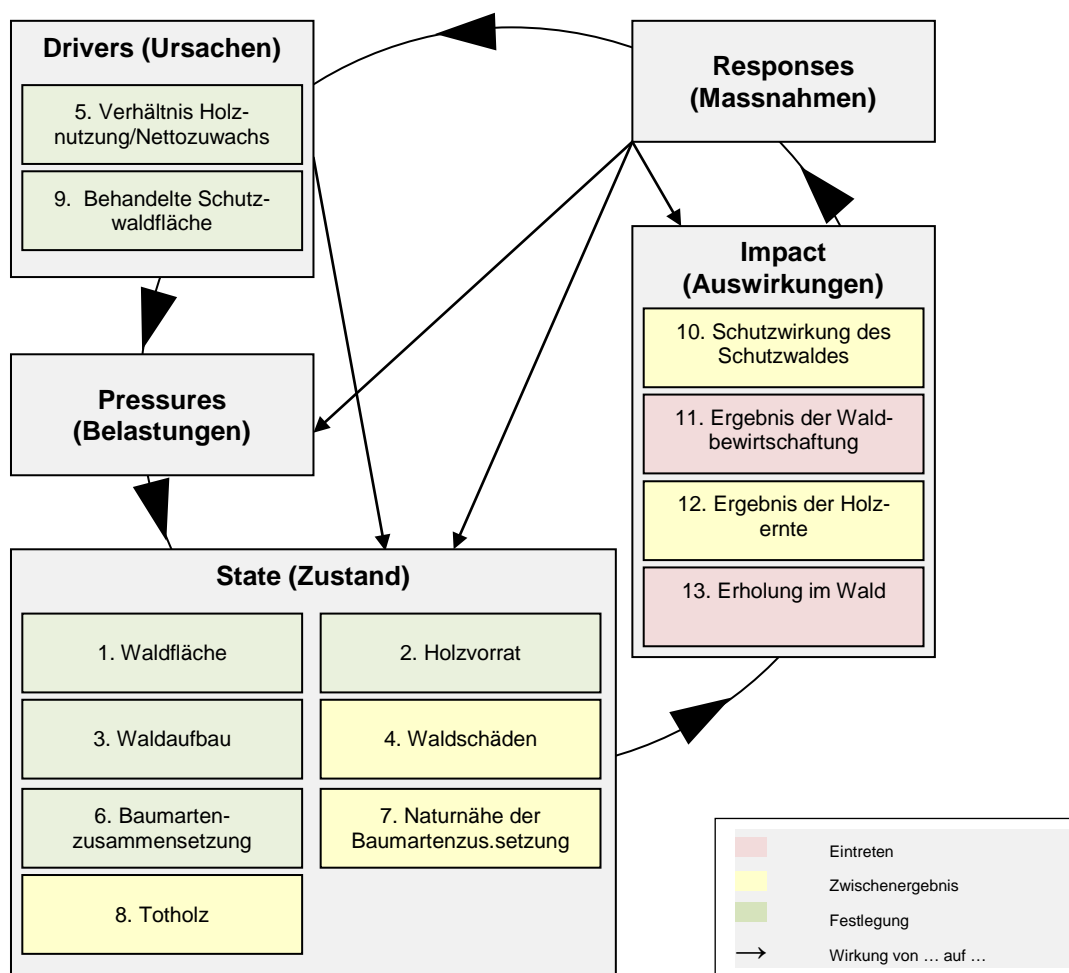 Drivers (Ursachen)
5. Verhältnis Holz-
nutzung/Nettozuwachs
9. Behandelte Schutz-
waldfläche
Responses
(Massnahmen)
Pressures
(Belastungen)
Impact
(Auswirkungen)
10. Schutzwirkung des
Schutzwaldes
11. Ergebnis der Wald-
bewirtschaftung
12. Ergebnis der Holz-
ernte
13. Erholung im Wald
State (Zustand)
1. Waldfläche
2. Holzvorrat
3. Waldaufbau
4. Waldschäden
6. Baumarten-
zusammensetzung
7. Naturnähe der
Baumartenzus.setzung
8. Totholz
Eintreten
Zwischenergebnis
Festlegung
→ Wirkung von … auf …